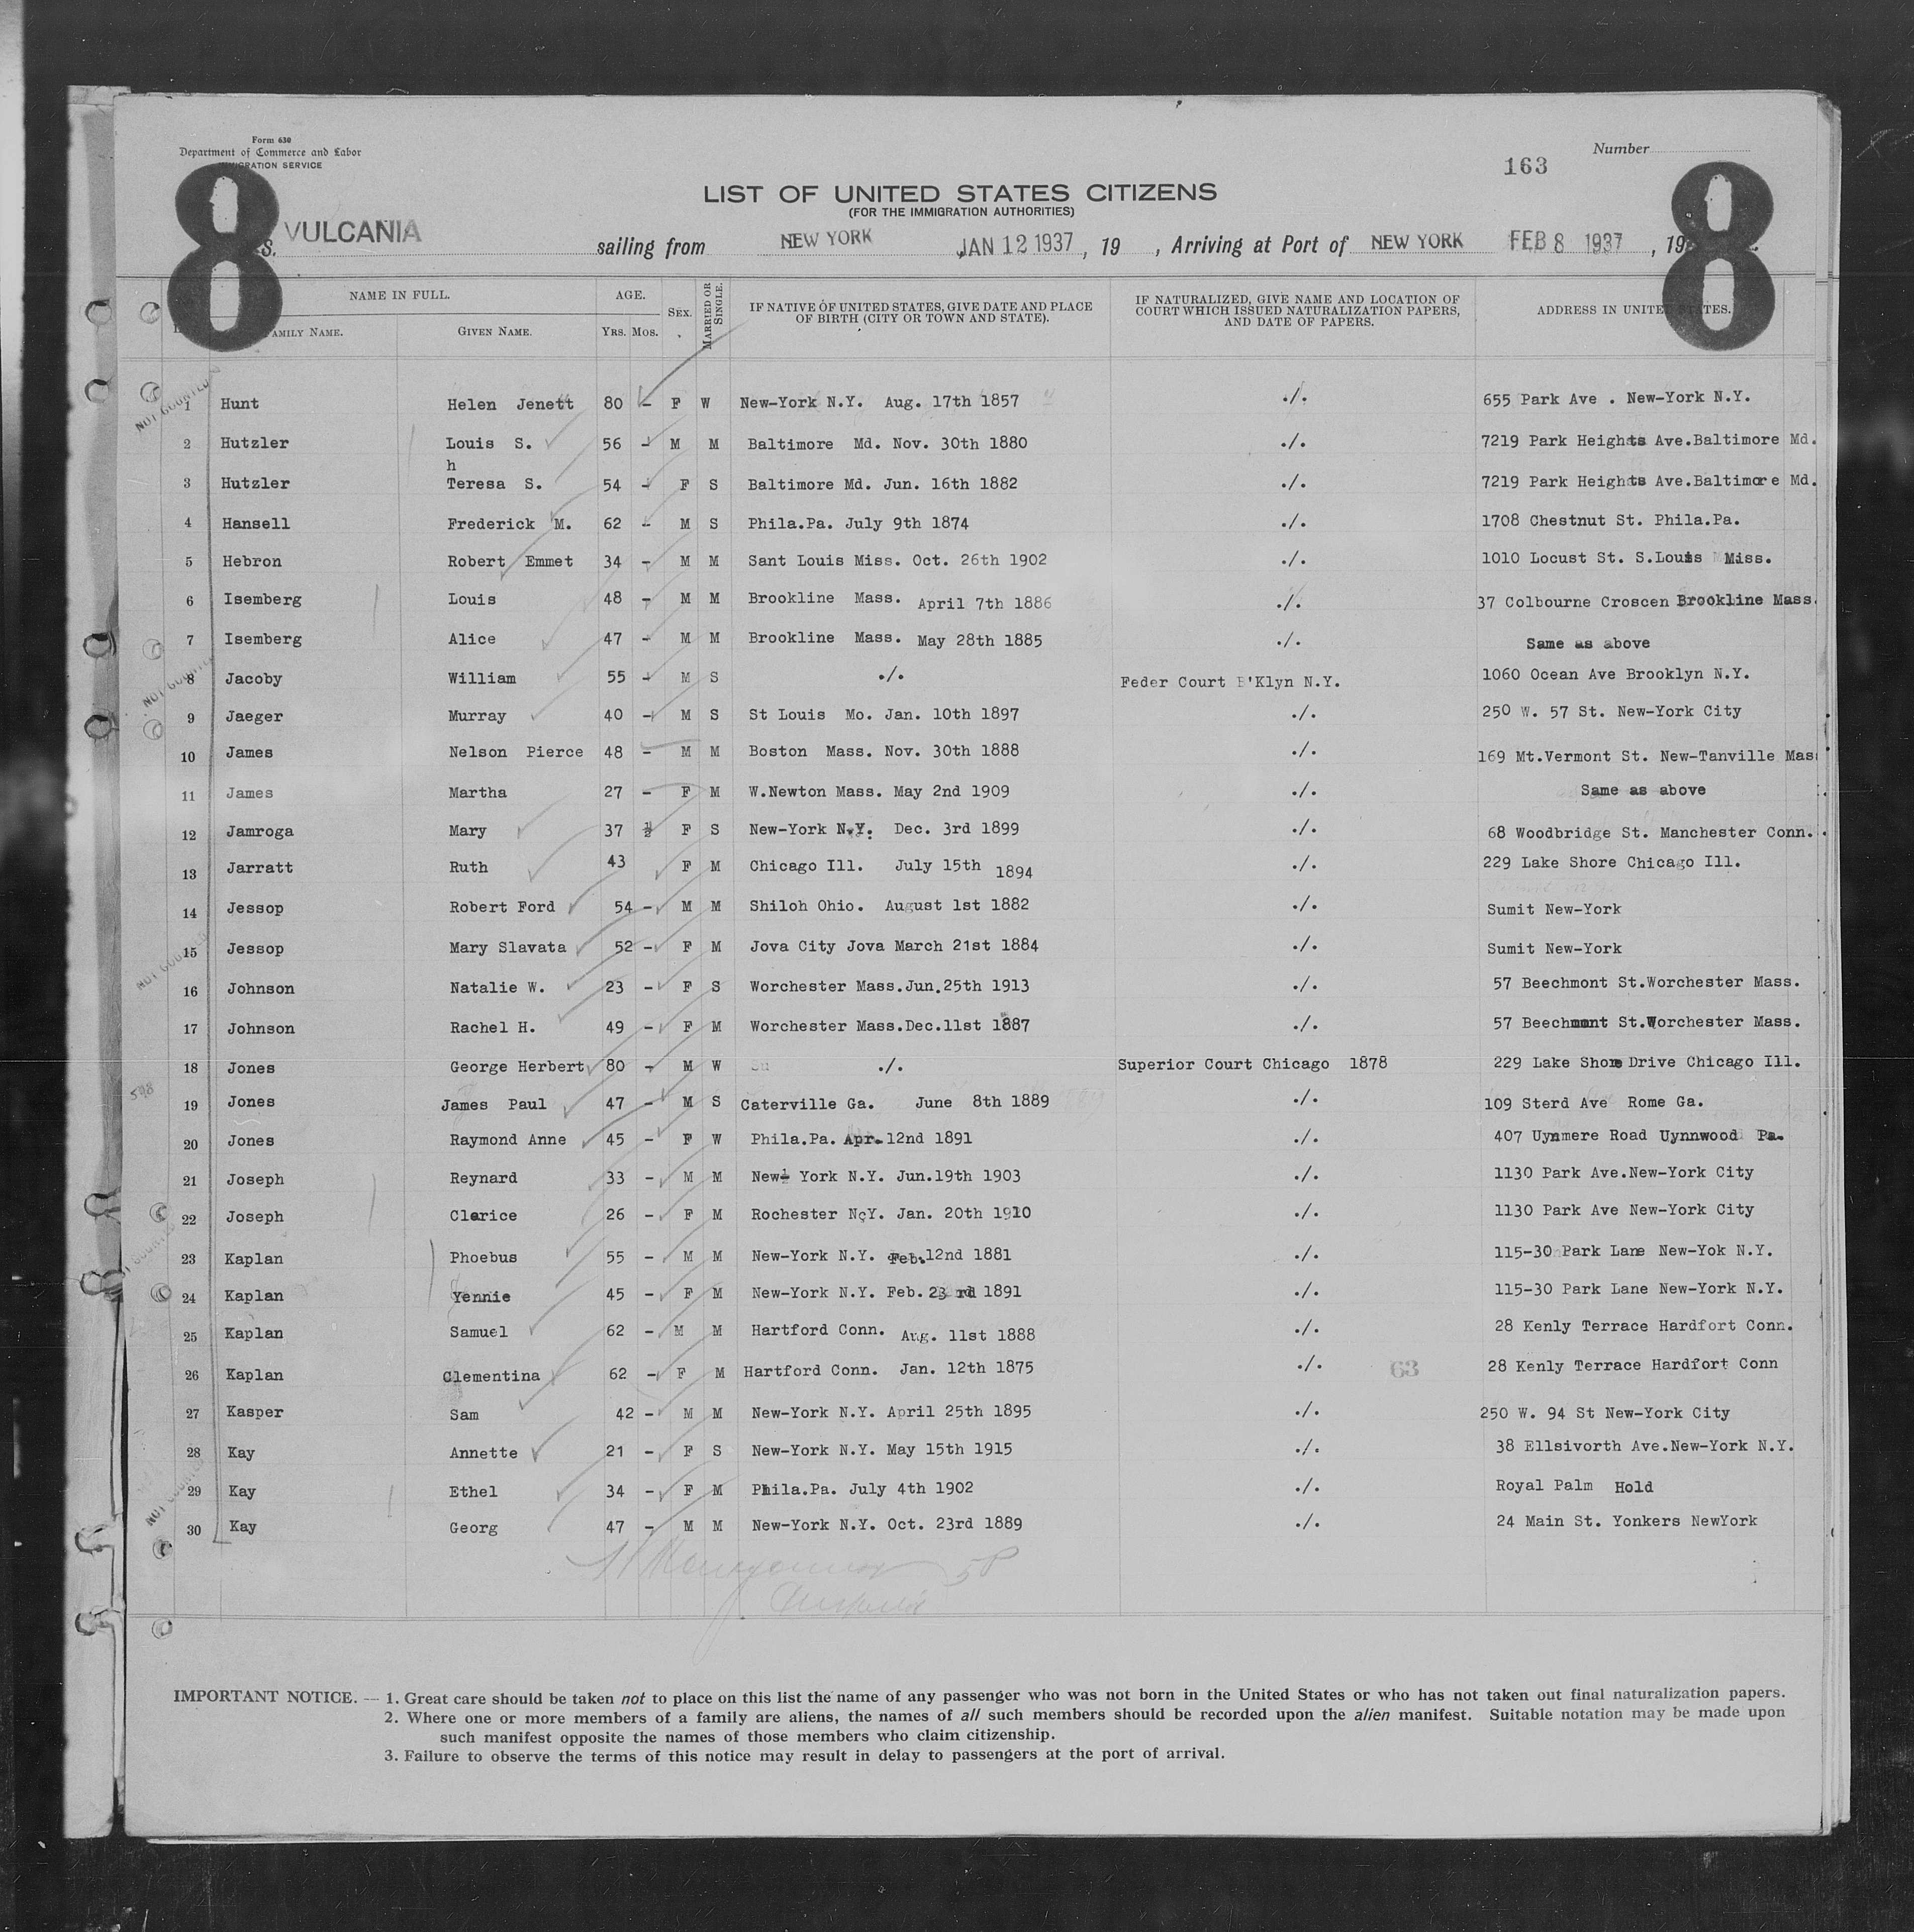 Form 630
Department of Commerce and Labor
IMMIGRATION SERVICE
Number
163
8
8
LIST OF UNITED STATES CITIZENS
(FOR THE IMMIGRATION AUTHORITIES)
S. VULCANIA sailing from NEW YORK JAN 12 1937, 19 , Arriving at Port of NEW YORK FEB 8 1937, 19
NAME IN FULL. AGE. SEX. MARRIED OR SINGLE. IF NATIVE OF UNITED STATES, GIVE DATE AND PLACE OF BIRTH (CITY OR TOWN AND STATE). IF NATURALIZED, GIVE NAME AND LOCATION OF COURT WHICH ISSUED NATURALIZATION PAPERS, AND DATE OF PAPERS. ADDRESS IN UNITED STATES.
FAMILY NAME. GIVEN NAME. YRS. MOS.
1 Hunt Helen Jenett 80 - F W New-York N.Y. Aug. 17th 1857 ./. 655 Park Ave . New-York N.Y.
2 Hutzler Louis S. 56 - M M Baltimore Md. Nov. 30th 1880 ./. 7219 Park Heights Ave.Baltimore Md.
h
3 Hutzler Teresa S. 54 - F S Baltimore Md. Jun. 16th 1882 ./. 7219 Park Heights Ave.Baltimore Md.
4 Hansell Frederick M. 62 - M S Phila.Pa. July 9th 1874 ./. 1708 Chestnut St. Phila.Pa.
5 Hebron Robert Emmet 34 - M M Sant Louis Miss. Oct. 26th 1902 ./. 1010 Locust St. S.Louis Miss.
6 Isemberg Louis 48 - M M Brookline Mass. April 7th 1886 ./. 37 Colbourne Croscen Brookline Mass.
7 Isemberg Alice 47 - M M Brookline Mass. May 28th 1885 ./. Same as above
8 Jacoby William 55 - M S ./. Feder Court B'Klyn N.Y. 1060 Ocean Ave Brooklyn N.Y.
9 Jaeger Murray 40 - M S St Louis Mo. Jan. 10th 1897 ./. 250 W. 57 St. New-York City
10 James Nelson Pierce 48 - M M Boston Mass. Nov. 30th 1888 ./. 169 Mt.Vermont St. New-Tanville Mass
11 James Martha 27 - F M W.Newton Mass. May 2nd 1909 ./. Same as above
12 Jamroga Mary 37 ½ F S New-York N.Y. Dec. 3rd 1899 ./. 68 Woodbridge St. Manchester Conn.
13 Jarratt Ruth 43 F M Chicago Ill. July 15th 1894 ./. 229 Lake Shore Chicago Ill.
14 Jessop Robert Ford 54 - M M Shiloh Ohio. August 1st 1882 ./. Sumit New-York
15 Jessop Mary Slavata 52 - F M Jova City Jova March 21st 1884 ./. Sumit New-York
16 Johnson Natalie W. 23 - F S Worchester Mass.Jun.25th 1913 ./. 57 Beechmont St.Worchester Mass.
17 Johnson Rachel H. 49 - F M Worchester Mass.Dec.11st 1887 ./. 57 Beechmont St.Worchester Mass.
18 Jones George Herbert 80 - M W ./. Superior Court Chicago 1878 229 Lake Shore Drive Chicago Ill.
19 Jones James Paul 47 - M S Caterville Ga. June 8th 1889 ./. 109 Sterd Ave Rome Ga.
20 Jones Raymond Anne 45 - F W Phila.Pa. Apr.12nd 1891 ./. 407 Uynmere Road Uynnwood Pa.
21 Joseph Reynard 33 - M M New- York N.Y. Jun.19th 1903 ./. 1130 Park Ave.New-York City
22 Joseph Clarice 26 - F M Rochester N.Y. Jan. 20th 1910 ./. 1130 Park Ave New-York City
23 Kaplan Phoebus 55 - M M New-York N.Y. Feb.12nd 1881 ./. 115-30 Park Lane New-Yok N.Y.
24 Kaplan Yennie 45 - F M New-York N.Y. Feb. 23 rd 1891 ./. 115-30 Park Lane New-York N.Y.
25 Kaplan Samuel 62 - M M Hartford Conn. Aug. 11st 1888 ./. 28 Kenly Terrace Hardfort Conn.
26 Kaplan Clementina 62 - F M Hartford Conn. Jan. 12th 1875 ./. 63 28 Kenly Terrace Hardfort Conn
27 Kasper Sam 42 - M M New-York N.Y. April 25th 1895 ./. 250 W. 94 St New-York City
28 Kay Annette 21 - F S New-York N.Y. May 15th 1915 ./. 38 Ellsivorth Ave.New-York N.Y.
29 Kay Ethel 34 - F M Phila.Pa. July 4th 1902 ./. Royal Palm Hold
30 Kay Georg 47 - M M New-York N.Y. Oct. 23rd 1889 ./. 24 Main St. Yonkers NewYork
IMPORTANT NOTICE. — 1. Great care should be taken not to place on this list the name of any passenger who was not born in the United States or who has not taken out final naturalization papers.
2. Where one or more members of a family are aliens, the names of all such members should be recorded upon the alien manifest. Suitable notation may be made upon
such manifest opposite the names of those members who claim citizenship.
3. Failure to observe the terms of this notice may result in delay to passengers at the port of arrival.